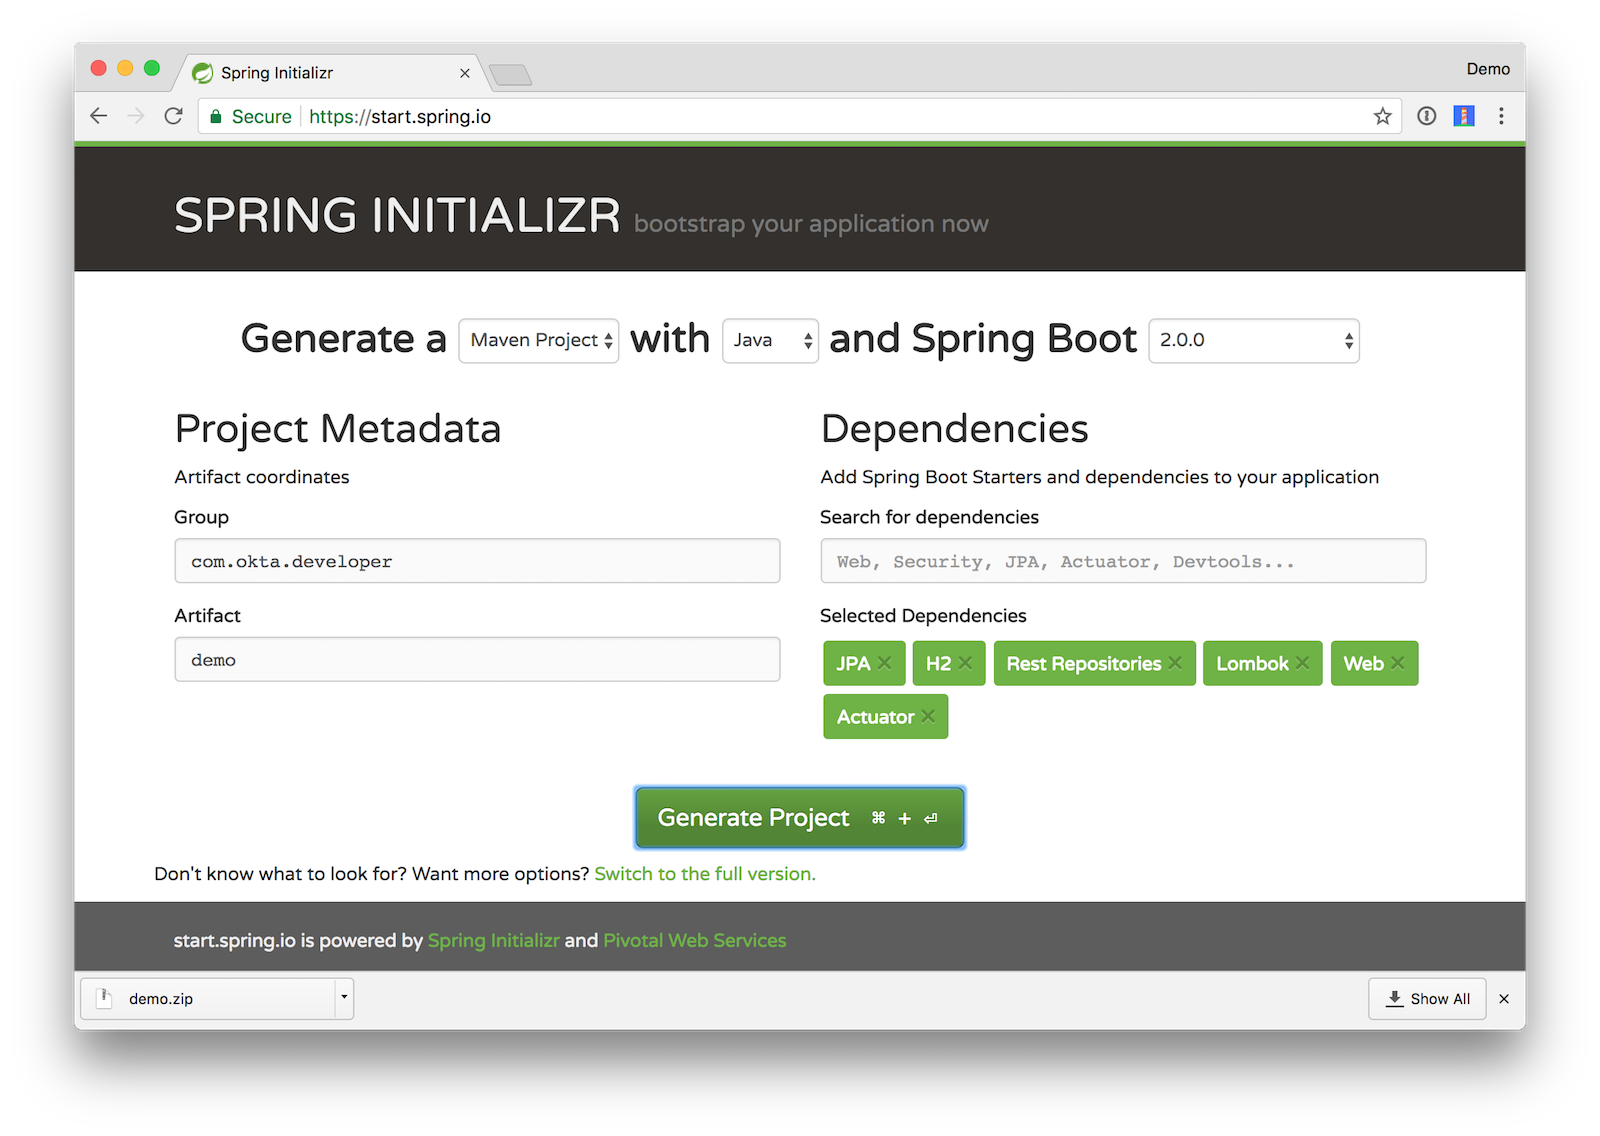 Spring Initializr
Demo
Secure https://start.spring.io
SPRING INITIALIZR bootstrap your application now
Generate a Maven Project with Java and Spring Boot 2.0.0
Project Metadata
Artifact coordinates
Group
com.okta.developer
Artifact
demo
Dependencies
Add Spring Boot Starters and dependencies to your application
Search for dependencies
Web, Security, JPA, Actuator, Devtools...
Selected Dependencies
JPA H2 Rest Repositories Lombok Web
Actuator
Generate Project ⌘ + ⏎
Don't know what to look for? Want more options? Switch to the full version.
start.spring.io is powered by Spring Initializr and Pivotal Web Services
demo.zip
Show All